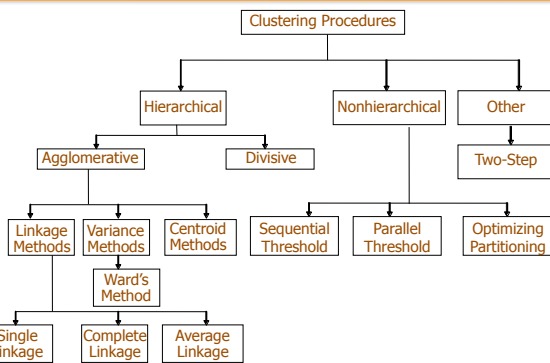 Clustering Procedures
Hierarchical
Nonhierarchical
Other
Agglomerative
Divisive
Two-Step
Linkage
Methods
Variance
Methods
Centroid
Methods
Sequential
Threshold
Parallel
Threshold
Optimizing
Partitioning
Ward's
Method
Single
Linkage
Complete
Linkage
Average
Linkage